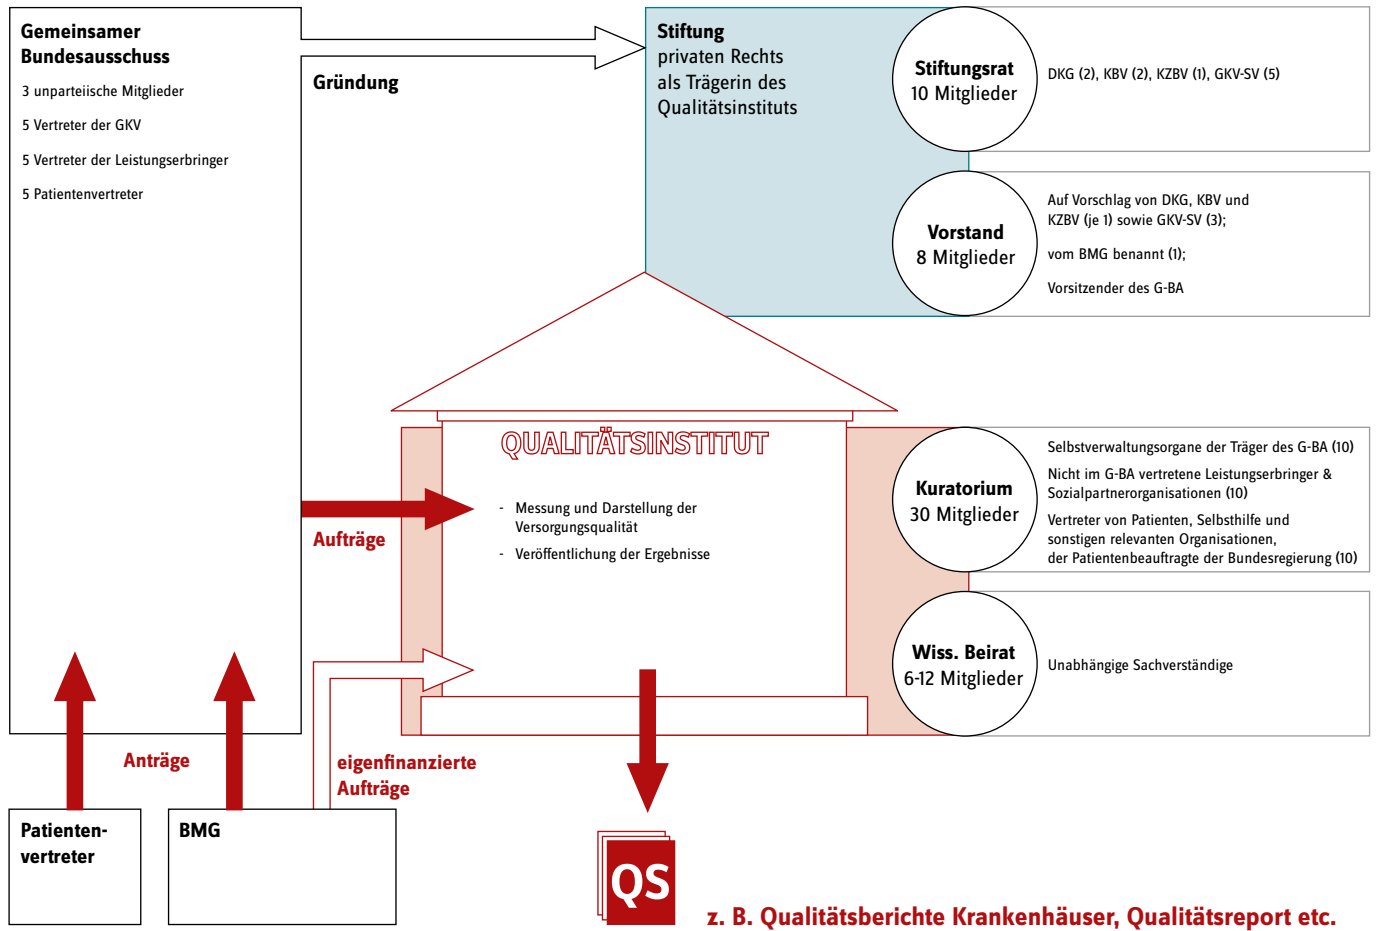 Gemeinsamer
Bundesausschuss
3 unparteiische Mitglieder
5 Vertreter der GKV
5 Vertreter der Leistungserbringer
5 Patientenvertreter
Gründung
Stiftung
privaten Rechts
als Trägerin des
Qualitätsinstituts
Stiftungsrat
10 Mitglieder
DKG (2), KBV (2), KZBV (1), GKV-SV (5)
Vorstand
8 Mitglieder
Auf Vorschlag von DKG, KBV und
KZBV (je 1) sowie GKV-SV (3);
vom BMG benannt (1);
Vorsitzender des G-BA
QUALITÄTSINSTITUT
- Messung und Darstellung der
Versorgungsqualität
- Veröffentlichung der Ergebnisse
Aufträge
Kuratorium
30 Mitglieder
Selbstverwaltungsorgane der Träger des G-BA (10)
Nicht im G-BA vertretene Leistungserbringer &
Sozialpartnerorganisationen (10)
Vertreter von Patienten, Selbsthilfe und
sonstigen relevanten Organisationen,
der Patientenbeauftragte der Bundesregierung (10)
Wiss. Beirat
6-12 Mitglieder
Unabhängige Sachverständige
Anträge
eigenfinanzierte
Aufträge
Patienten-
vertreter
BMG
QS
z. B. Qualitätsberichte Krankenhäuser, Qualitätsreport etc.